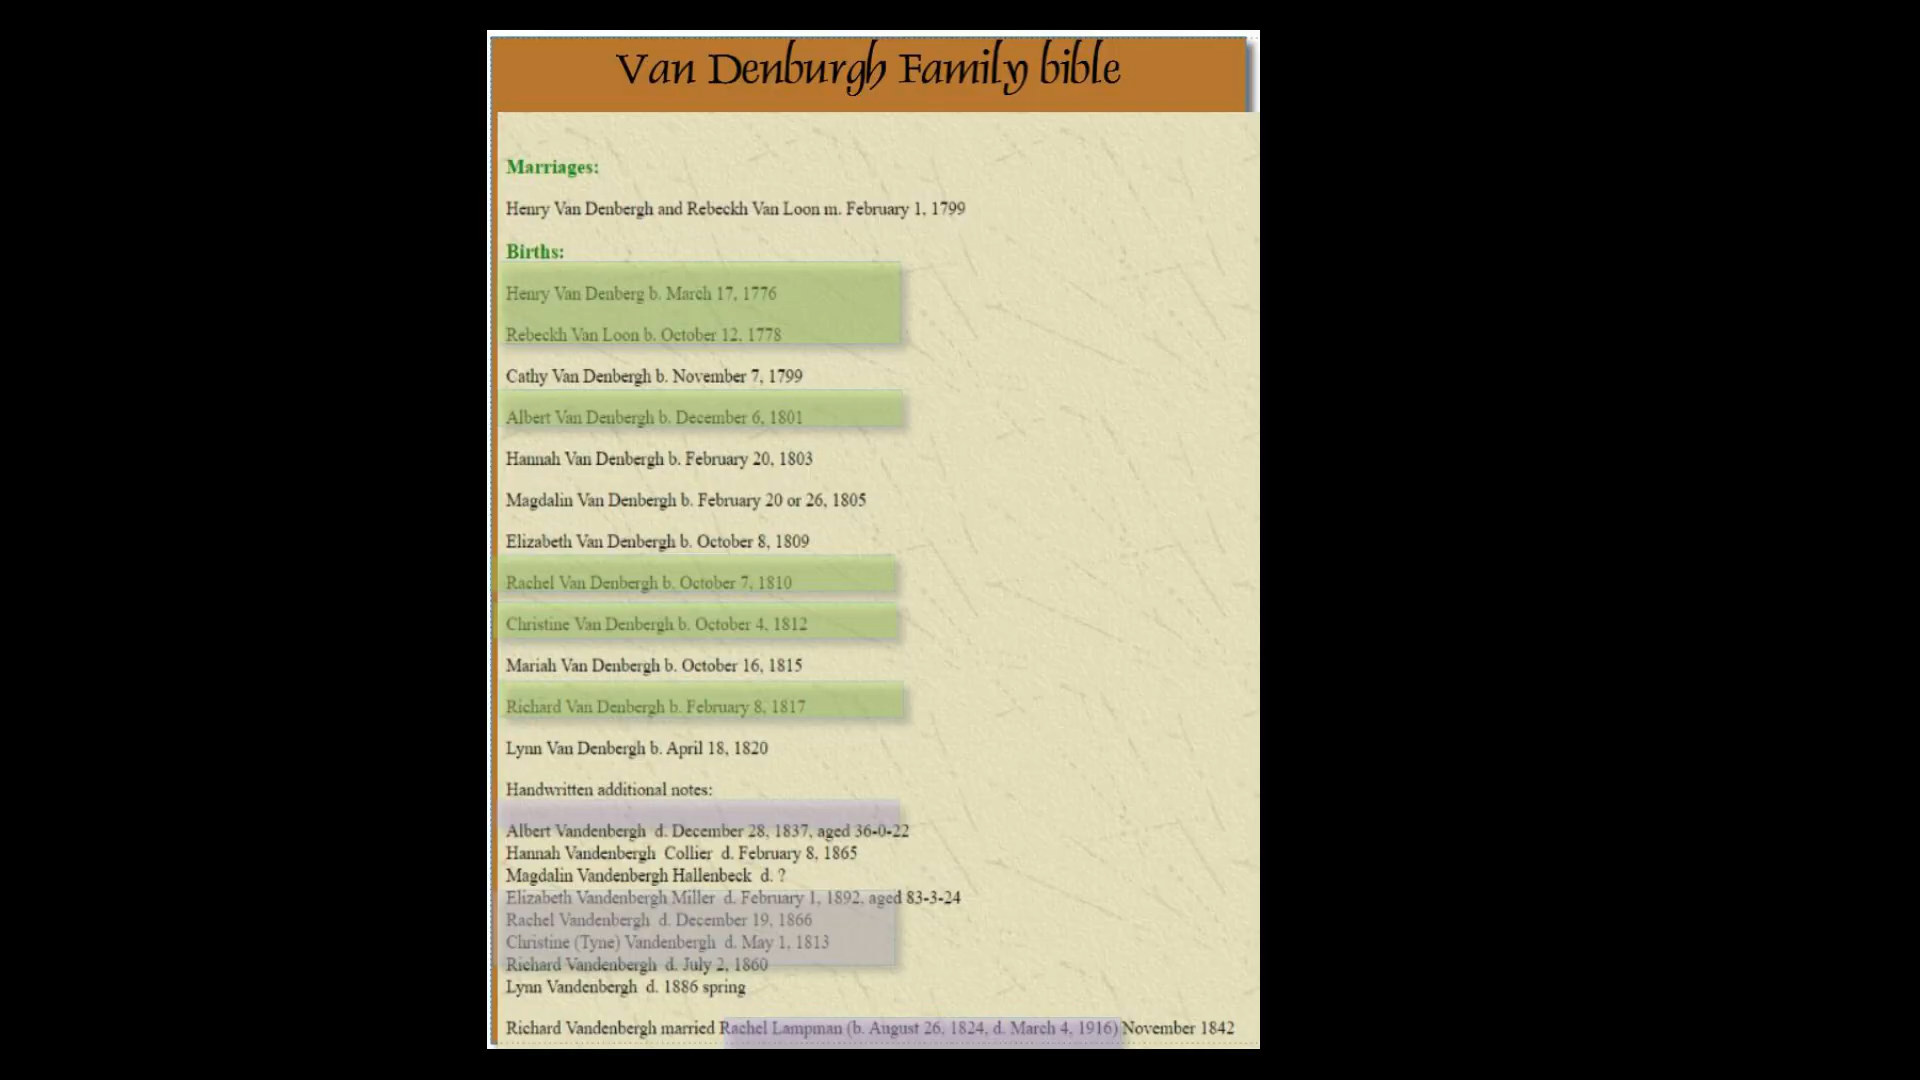 Van Denburgh Family bible
Marriages:
Henry Van Denbergh and Rebeckh Van Loon m. February 1, 1799
Births:
Henry Van Denberg b. March 17, 1776
Rebeckh Van Loon b. October 12, 1778
Cathy Van Denbergh b. November 7, 1799
Albert Van Denbergh b. December 6, 1801
Hannah Van Denbergh b. February 20, 1803
Magdalin Van Denbergh b. February 20 or 26, 1805
Elizabeth Van Denbergh b. October 8, 1809
Rachel Van Denbergh b. October 7, 1810
Christine Van Denbergh b. October 4, 1812
Mariah Van Denbergh b. October 16, 1815
Richard Van Denbergh b. February 8, 1817
Lynn Van Denbergh b. April 18, 1820
Handwritten additional notes:
Albert Vandenbergh d. December 28, 1837, aged 36-0-22
Hannah Vandenbergh Collier d. February 8, 1865
Magdalin Vandenbergh Hallenbeck d. ?
Elizabeth Vandenbergh Miller d. February 1, 1892, aged 83-3-24
Rachel Vandenbergh d. December 19, 1866
Christine (Tyne) Vandenbergh d. May 1, 1813
Richard Vandenbergh d. July 2, 1860
Lynn Vandenbergh d. 1886 spring
Richard Vandenbergh married Rachel Lampman (b. August 26, 1824, d. March 4, 1916) November 1842